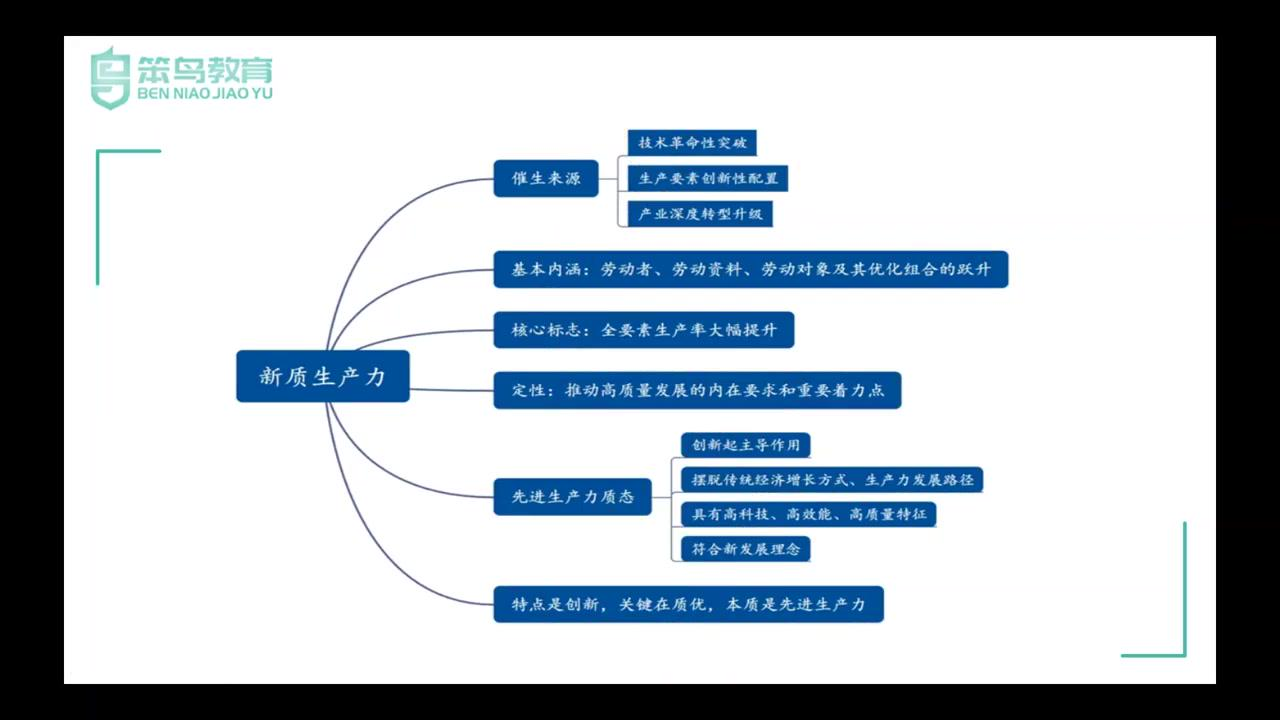 笨鸟教育
BEN NIAO JIAO YU
新质生产力
催生来源
技术革命性突破
生产要素创新性配置
产业深度转型升级
基本内涵：劳动者、劳动资料、劳动对象及其优化组合的跃升
核心标志：全要素生产率大幅提升
定性：推动高质量发展的内在要求和重要着力点
先进生产力质态
创新起主导作用
摆脱传统经济增长方式、生产力发展路径
具有高科技、高效能、高质量特征
符合新发展理念
特点是创新，关键在质优，本质是先进生产力